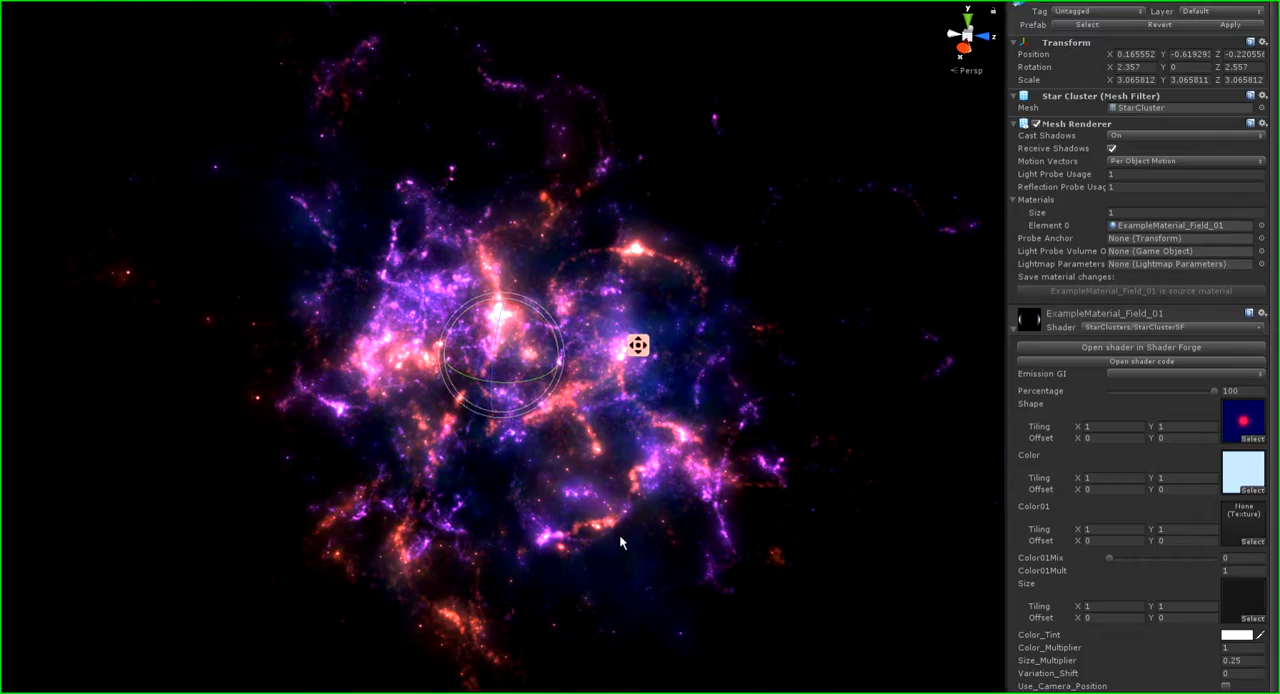 y
z
x
Persp
Tag Untagged Layer Default
Prefab Select Revert Apply
Transform
Position X 0.165552 Y -0.619293 Z -0.220556
Rotation X 2.357 Y 0 Z 2.557
Scale X 3.065812 Y 3.065811 Z 3.065812
Star Cluster (Mesh Filter)
Mesh StarCluster
Mesh Renderer
Cast Shadows On
Receive Shadows
Motion Vectors Per Object Motion
Light Probe Usage 1
Reflection Probe Usag 1
Materials
Size 1
Element 0 ExampleMaterial_Field_01
Probe Anchor None (Transform)
Light Probe Volume O None (Game Object)
Lightmap Parameters None (Lightmap Parameters)
Save material changes:
ExampleMaterial_Field_01 is source material
ExampleMaterial_Field_01
Shader StarClusters/StarClusterSF
Open shader in Shader Forge
Open shader code
Emission GI
Percentage 100
Shape
Tiling X 1 Y 1
Offset X 0 Y 0 Select
Color
Tiling X 1 Y 1
Offset X 0 Y 0 Select
Color01 None
(Texture)
Tiling X 1 Y 1
Offset X 0 Y 0 Select
Color01Mix 0
Color01Mult 1
Size
Tiling X 1 Y 1
Offset X 0 Y 0 Select
Color_Tint
Color_Multiplier 1
Size_Multiplier 0.25
Variation_Shift 0
Use_Camera_Position